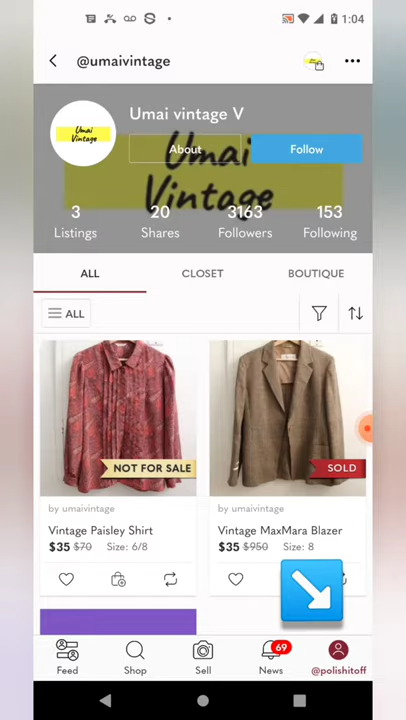 1:04
@umaivintage
Umai
Vintage
Umai vintage V
About
Follow
Umai
Vintage
3
20
3163
153
Listings
Shares
Followers
Following
ALL
CLOSET
BOUTIQUE
ALL
NOT FOR SALE
SOLD
by umaivintage
by umaivintage
Vintage Paisley Shirt
Vintage MaxMara Blazer
$35 $70 Size: 6/8
$35 $950 Size: 8
69
Feed
Shop
Sell
News
@polishitoff